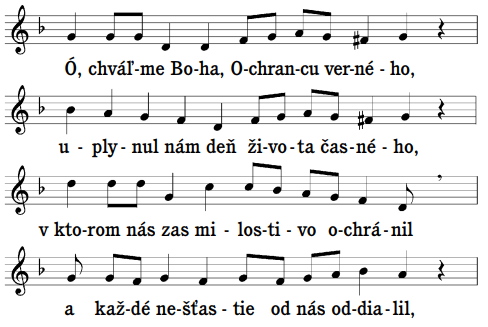 Ó, chváľ-me Bo-ha, O-chran-cu ver-né-ho,
u - ply - nul nám deň ži-vo-ta čas-né-ho,
v kto-rom nás zas mi - los-ti - vo o-chrá-nil
a kaž-dé ne-šťas-tie od nás od-dia-lil,